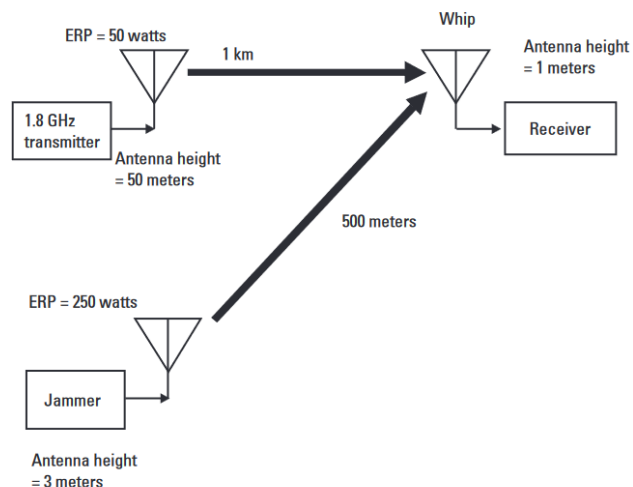 Whip
ERP = 50 watts
1 km
Antenna height
= 1 meters
1.8 GHz
transmitter
Receiver
Antenna height
= 50 meters
500 meters
ERP = 250 watts
Jammer
Antenna height
= 3 meters